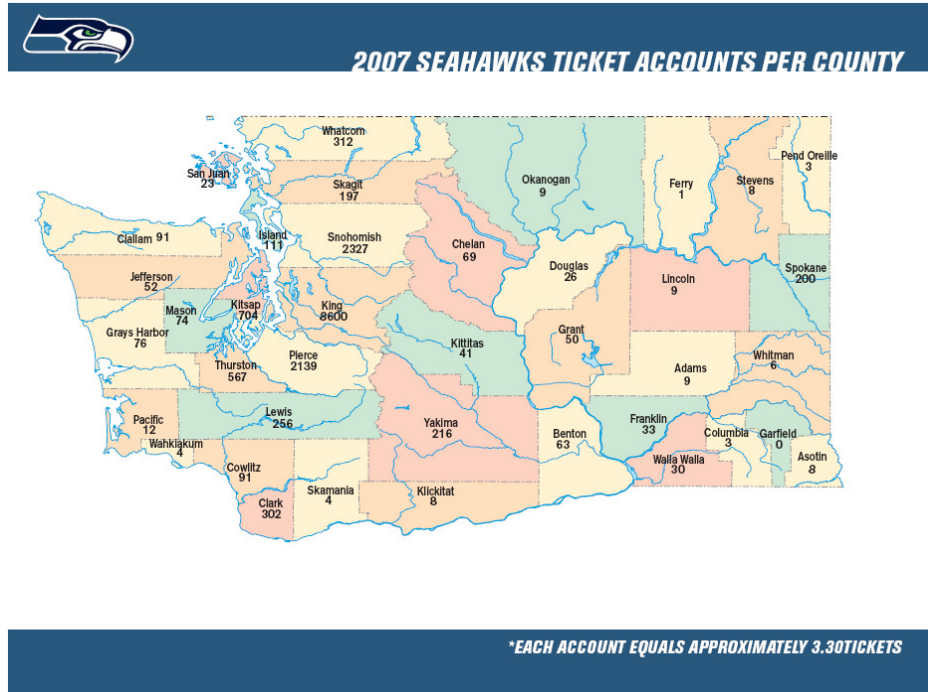 2007 SEAHAWKS TICKET ACCOUNTS PER COUNTY
Whatcom
312
San Juan
23
Skagit
197
Okanogan
9
Ferry
1
Stevens
8
Pend Oreille
3
Clallam 91
Island
111
Snohomish
2327
Chelan
69
Douglas
26
Lincoln
9
Spokane
200
Jefferson
52
Mason
74
Kitsap
704
King
8600
Grays Harbor
76
Kittitas
41
Grant
50
Thurston
567
Pierce
2139
Adams
9
Whitman
6
Pacific
12
Lewis
256
Yakima
216
Benton
63
Franklin
33
Columbia
3
Garfield
0
Wahkiakum
4
Walla Walla
30
Asotin
8
Cowlitz
91
Clark
302
Skamania
4
Klickitat
8
*EACH ACCOUNT EQUALS APPROXIMATELY 3.30TICKETS